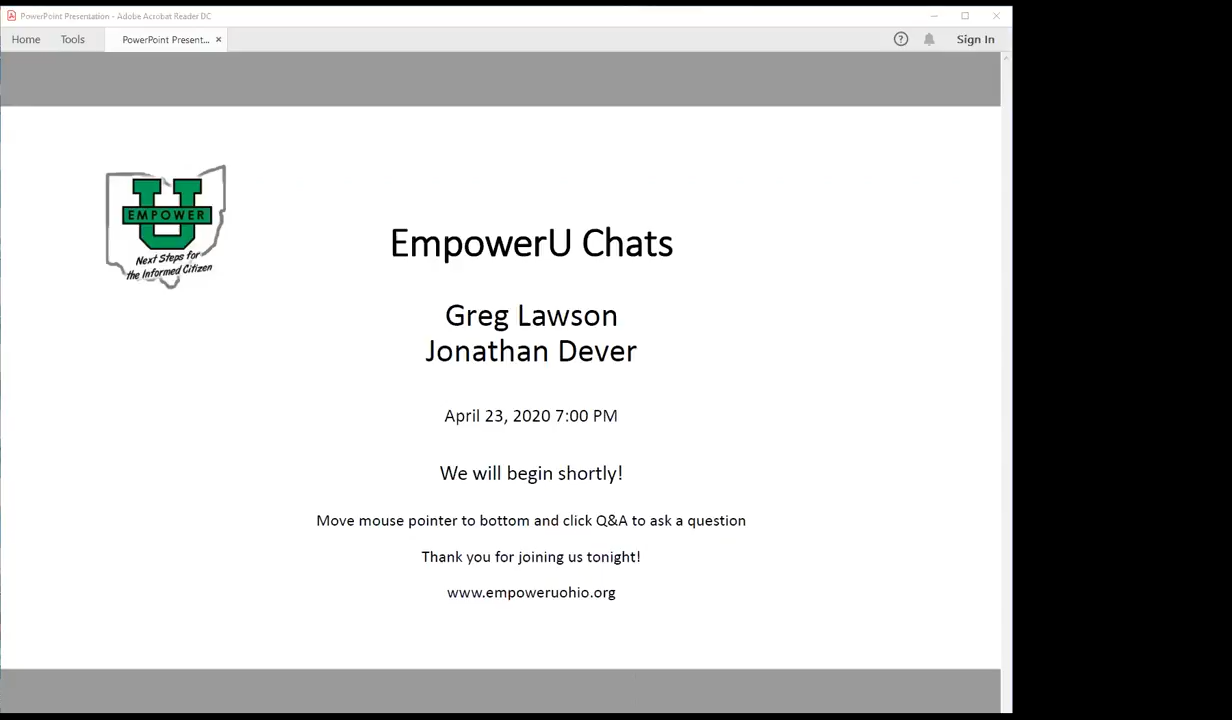 PowerPoint Presentation - Adobe Acrobat Reader DC
Home Tools PowerPoint Present... × Sign In
U
EMPOWER
Next Steps for
the Informed Citizen
EmpowerU Chats
Greg Lawson
Jonathan Dever
April 23, 2020 7:00 PM
We will begin shortly!
Move mouse pointer to bottom and click Q&A to ask a question
Thank you for joining us tonight!
www.empoweruohio.org